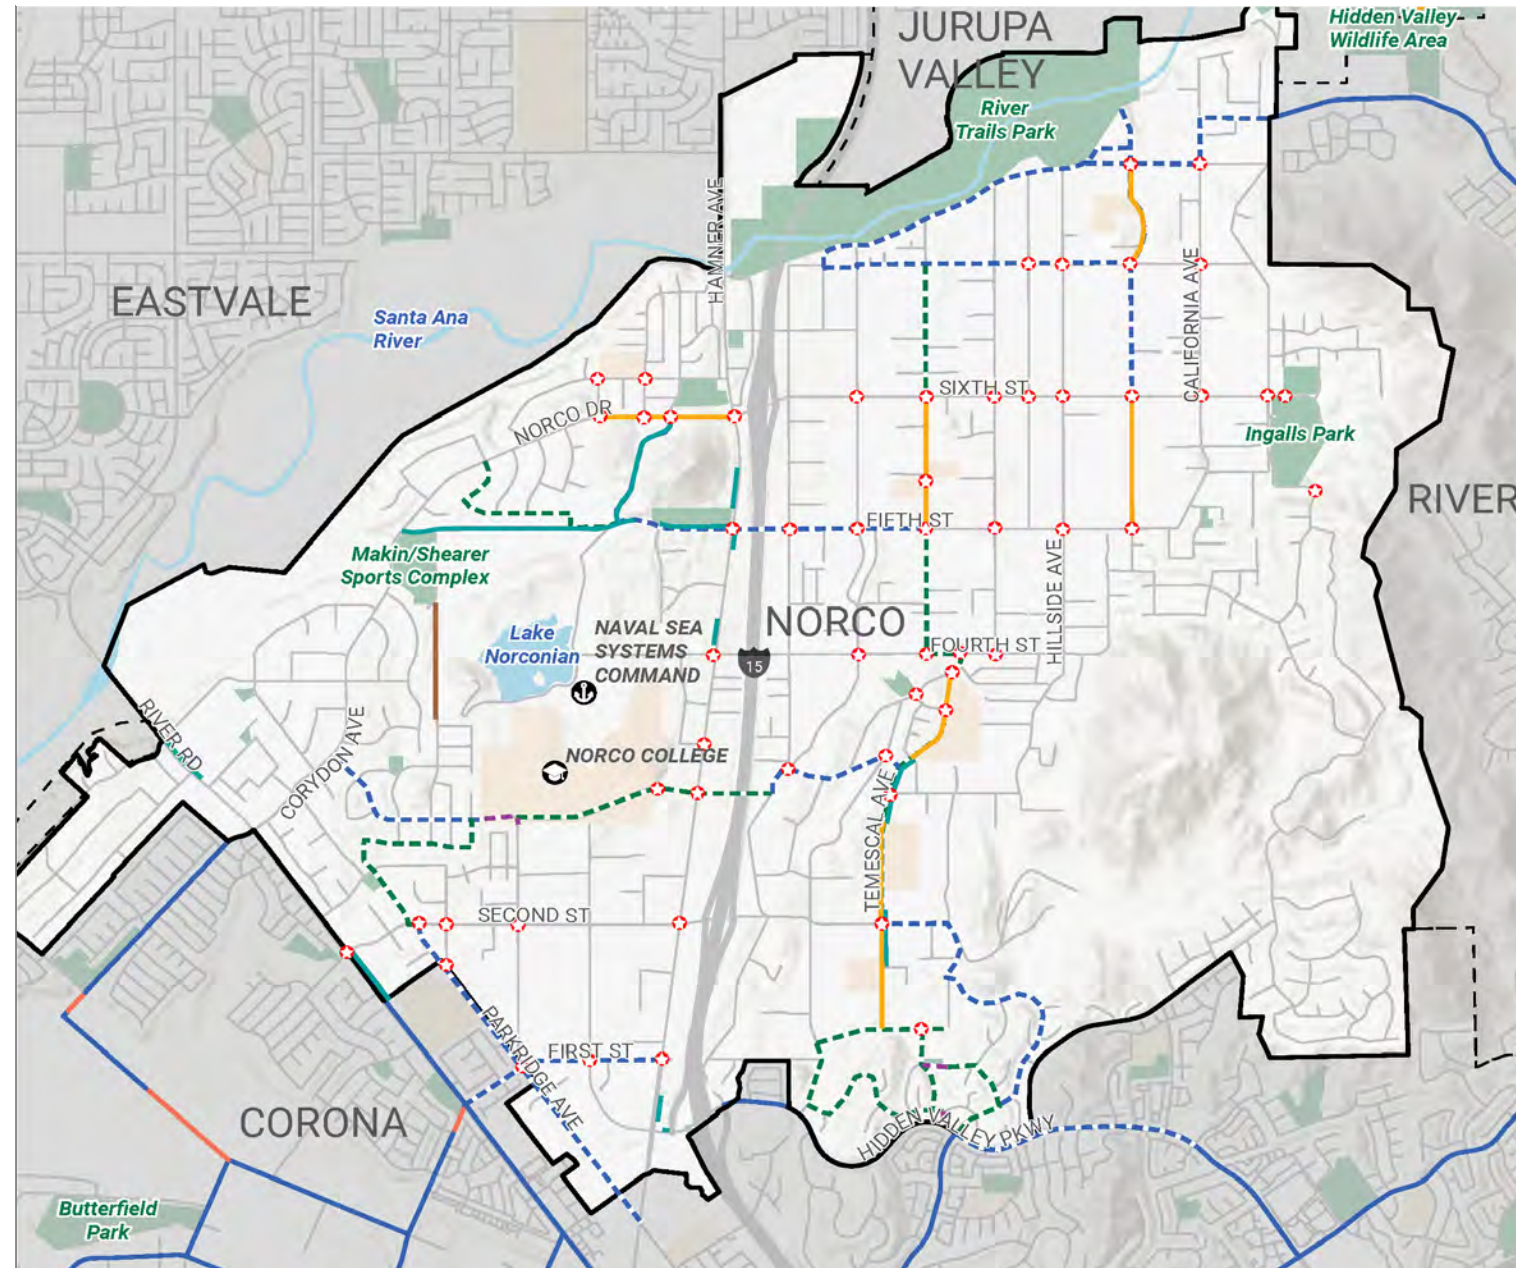 JURUPA
VALLEY
Hidden Valley
Wildlife Area
River
Trails Park
HAMNER AVE
EASTVALE
Santa Ana
River
CALIFORNIA AVE
SIXTH ST
NORCO DR
Ingalls Park
RIVER
FIFTH ST
Makin/Shearer
Sports Complex
HILLSIDE AVE
NORCO
Lake
Norconian
NAVAL SEA
SYSTEMS
COMMAND
FOURTH ST
15
RIVER RD
CORYDON AVE
NORCO COLLEGE
TEMESCAL AVE
SECOND ST
PARKRIDGE AVE
FIRST ST
CORONA
HIDDEN VALLEY PKWY
Butterfield
Park